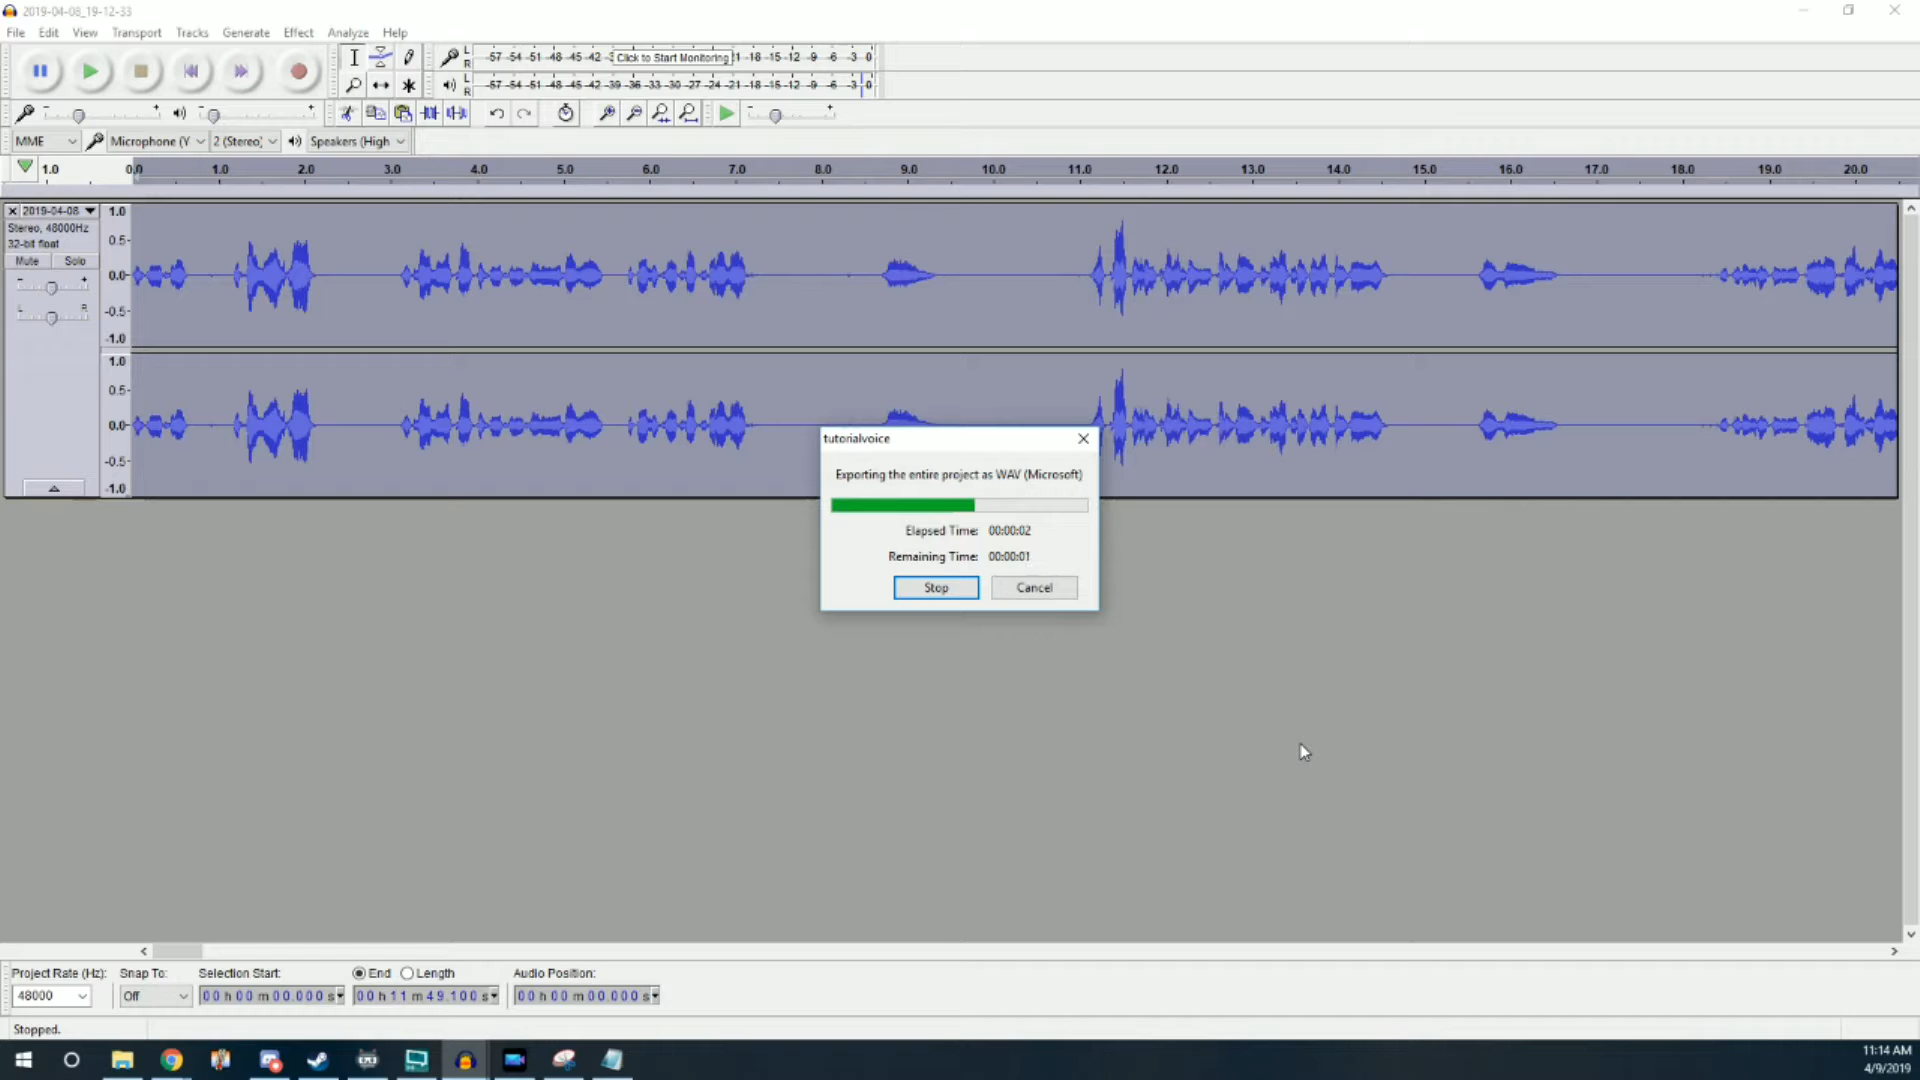 2019-04-08_19-12-33
File Edit View Transport Tracks Generate Effect Analyze Help
L R -57 -54 -51 -48 -45 -42 -3 Click to Start Monitoring !1 -18 -15 -12 -9 -6 -3 0
L R -57 -54 -51 -48 -45 -42 -39 -36 -33 -30 -27 -24 -21 -18 -15 -12 -9 -6 -3 0
- + - + - +
MME Microphone (Y 2 (Stereo) Speakers (High
1.0 0.0 1.0 2.0 3.0 4.0 5.0 6.0 7.0 8.0 9.0 10.0 11.0 12.0 13.0 14.0 15.0 16.0 17.0 18.0 19.0 20.0
2019-04-08
Stereo, 48000Hz
32-bit float
Mute Solo
- +
L R
1.0
0.5-
0.0-
-0.5-
-1.0
1.0
0.5-
0.0-
-0.5-
-1.0
tutorialvoice
Exporting the entire project as WAV (Microsoft)
Elapsed Time: 00:00:02
Remaining Time: 00:00:01
Stop Cancel
Project Rate (Hz): Snap To: Selection Start: End Length Audio Position:
48000 Off 00 h 00 m 00.000 s 00 h 11 m 49.100 s 00 h 00 m 00.000 s
Stopped.
11:14 AM
4/9/2019